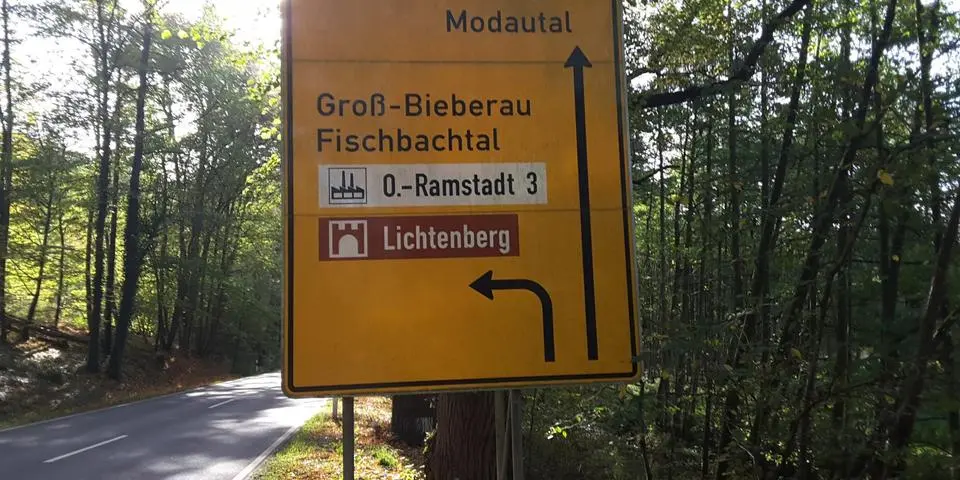 Modautal
Groß-Bieberau
Fischbachtal
O.-Ramstadt 3
Lichtenberg